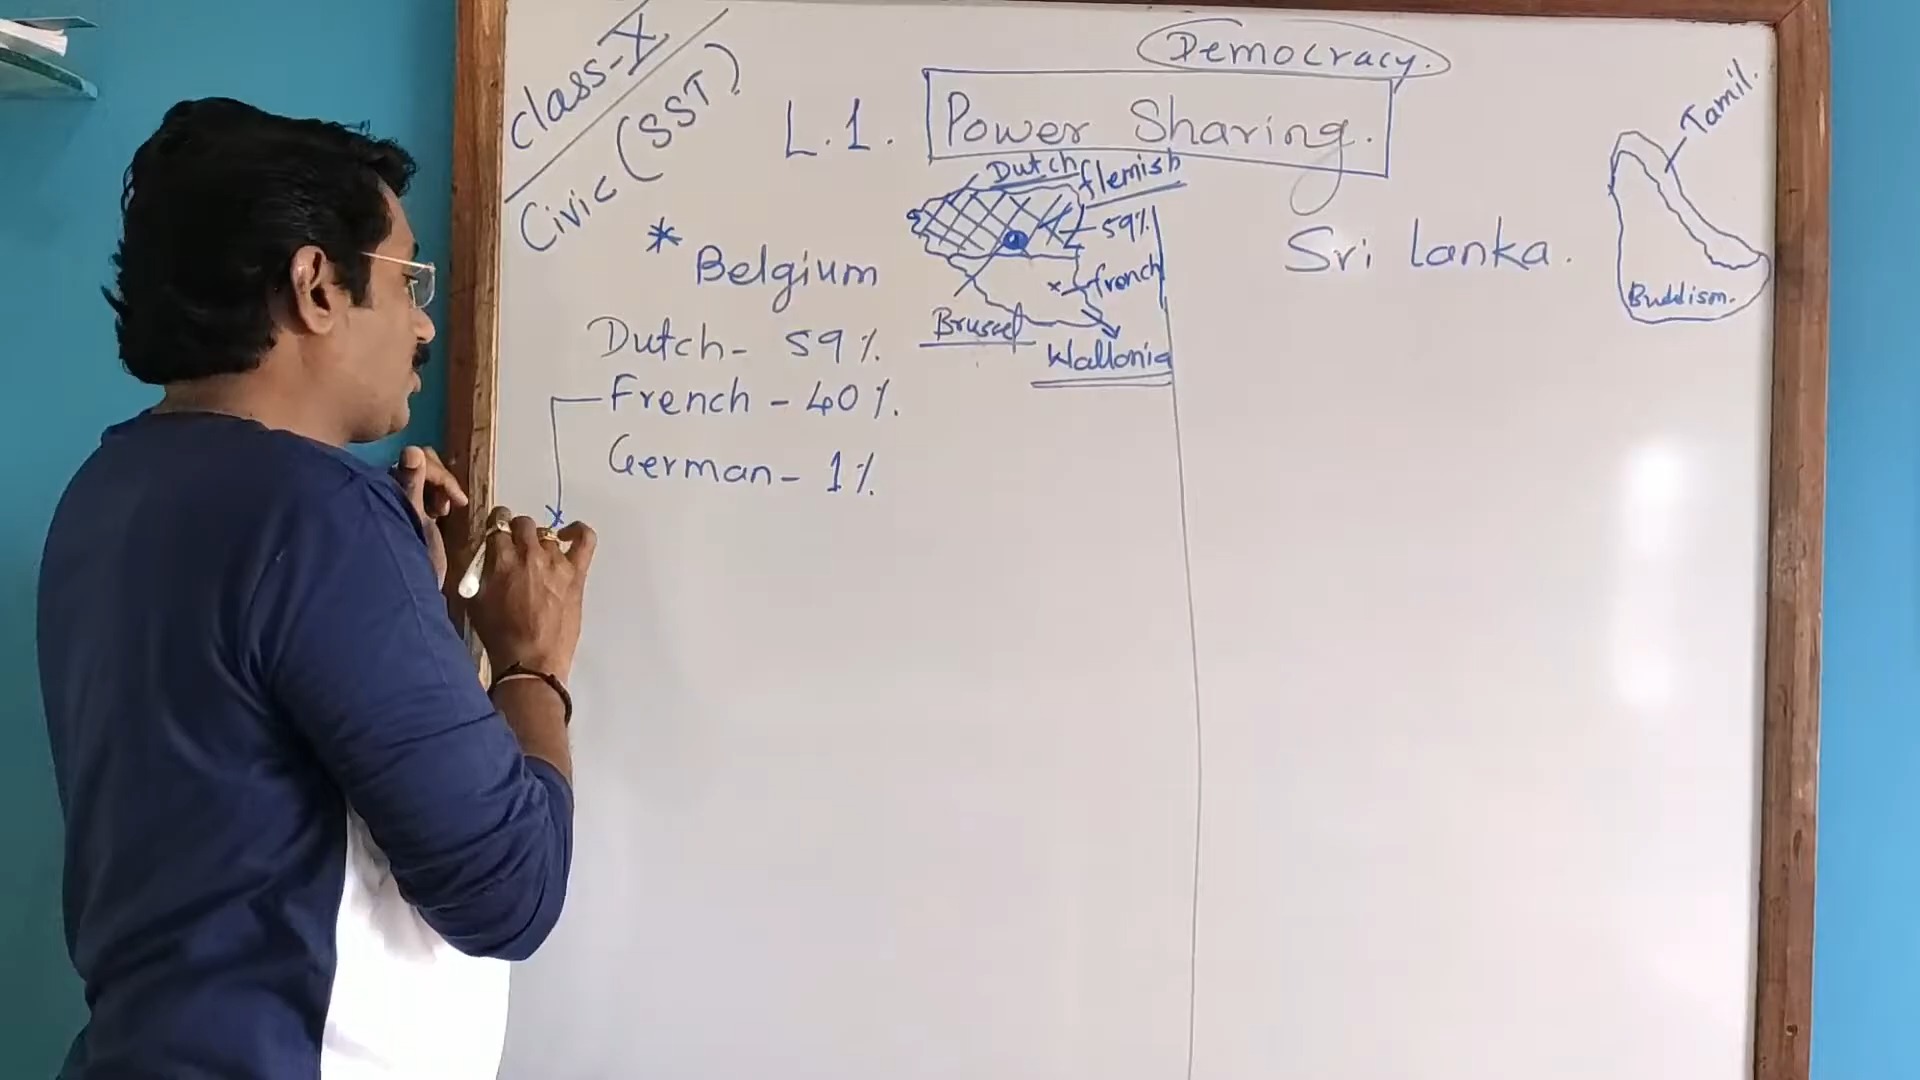 class-X
Civic (SST)
Democracy.
L.1. Power Sharing.
* Belgium
Dutch - 59%.
French - 40%.
German - 1%.
Dutch flemish
59%.
french
Brussel
Wallonia
Sri lanka.
Tamil.
Buddism.